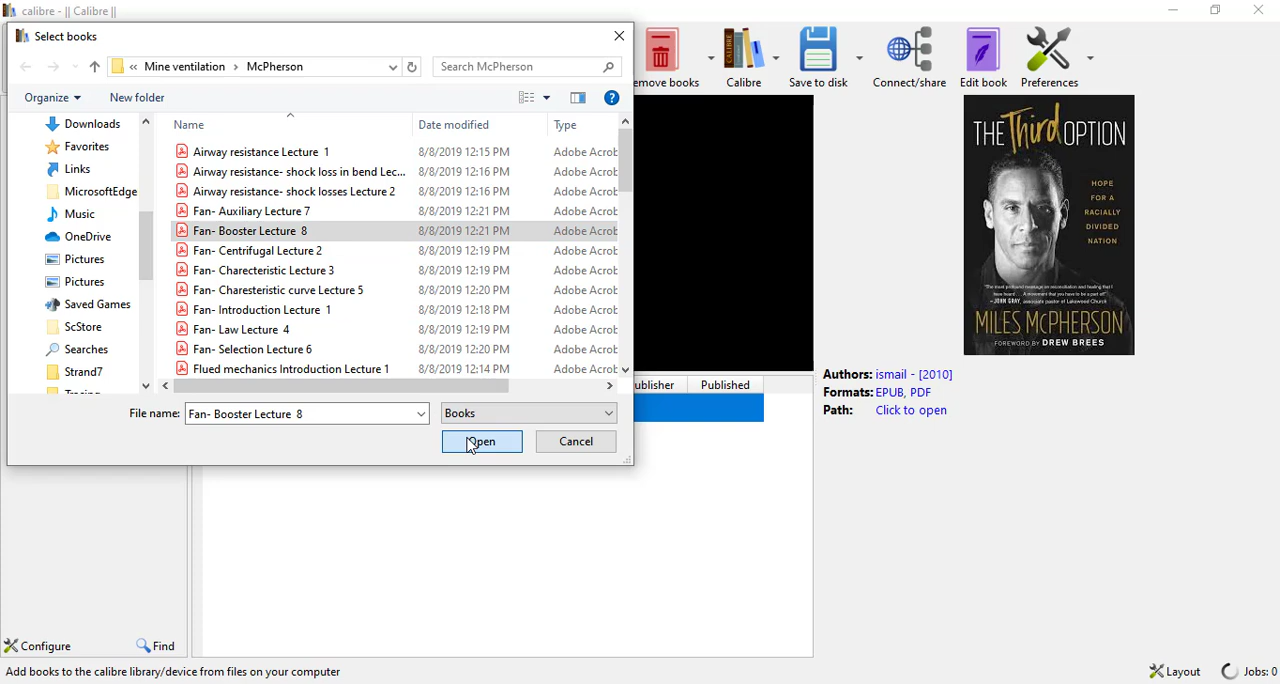 calibre - || Calibre ||
Select books
« Mine ventilation › McPherson
Search McPherson
Organize
New folder
Downloads
Favorites
Links
MicrosoftEdge
Music
OneDrive
Pictures
Pictures
Saved Games
ScStore
Searches
Strand7
Name Date modified Type
Airway resistance Lecture 1 8/8/2019 12:15 PM Adobe Acrob
Airway resistance- shock loss in bend Lec... 8/8/2019 12:16 PM Adobe Acrob
Airway resistance- shock losses Lecture 2 8/8/2019 12:16 PM Adobe Acrob
Fan- Auxiliary Lecture 7 8/8/2019 12:21 PM Adobe Acrob
Fan- Booster Lecture 8 8/8/2019 12:21 PM Adobe Acrob
Fan- Centrifugal Lecture 2 8/8/2019 12:19 PM Adobe Acrob
Fan- Charecteristic Lecture 3 8/8/2019 12:19 PM Adobe Acrob
Fan- Charesteristic curve Lecture 5 8/8/2019 12:20 PM Adobe Acrob
Fan- Introduction Lecture 1 8/8/2019 12:18 PM Adobe Acrob
Fan- Law Lecture 4 8/8/2019 12:19 PM Adobe Acrob
Fan- Selection Lecture 6 8/8/2019 12:20 PM Adobe Acrob
Flued mechanics Introduction Lecture 1 8/8/2019 12:14 PM Adobe Acrob
File name: Fan- Booster Lecture 8
Books
Open
Cancel
emove books
Calibre
Save to disk
Connect/share
Edit book
Preferences
ublisher Published
THE Third OPTION
HOPE
FOR A
RACIALLY
DIVIDED
NATION
—JOHN GRAY, associate pastor of Lakewood Church
MILES McPHERSON
FOREWORD BY DREW BREES
Authors: ismail - [2010]
Formats: EPUB, PDF
Path: Click to open
Configure
Find
Add books to the calibre library/device from files on your computer
Layout
Jobs: 0